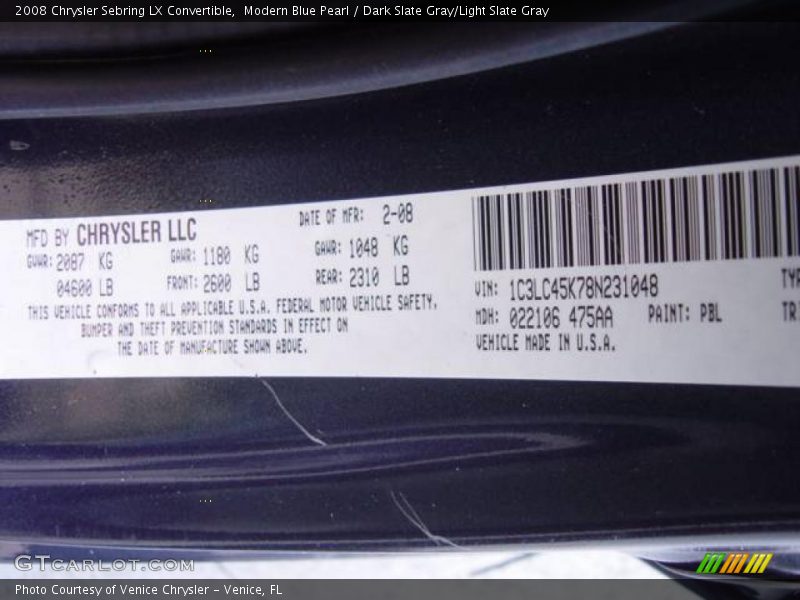 2008 Chrysler Sebring LX Convertible,  Modern Blue Pearl / Dark Slate Gray/Light Slate Gray
MFD BY CHRYSLER LLC
DATE OF MFR: 2-08
GVWR: 2087 KG GAWR: 1180 KG GAWR: 1048 KG
04600 LB FRONT: 2600 LB REAR: 2310 LB
THIS VEHICLE CONFORMS TO ALL APPLICABLE U.S.A. FEDERAL MOTOR VEHICLE SAFETY,
BUMPER AND THEFT PREVENTION STANDARDS IN EFFECT ON
THE DATE OF MANUFACTURE SHOWN ABOVE.
VIN: 1C3LC45K78N231048 TYP
MDH: 022106 475AA PAINT: PBL TR
VEHICLE MADE IN U.S.A.
GTCARLOT.COM
Photo Courtesy of Venice Chrysler - Venice, FL